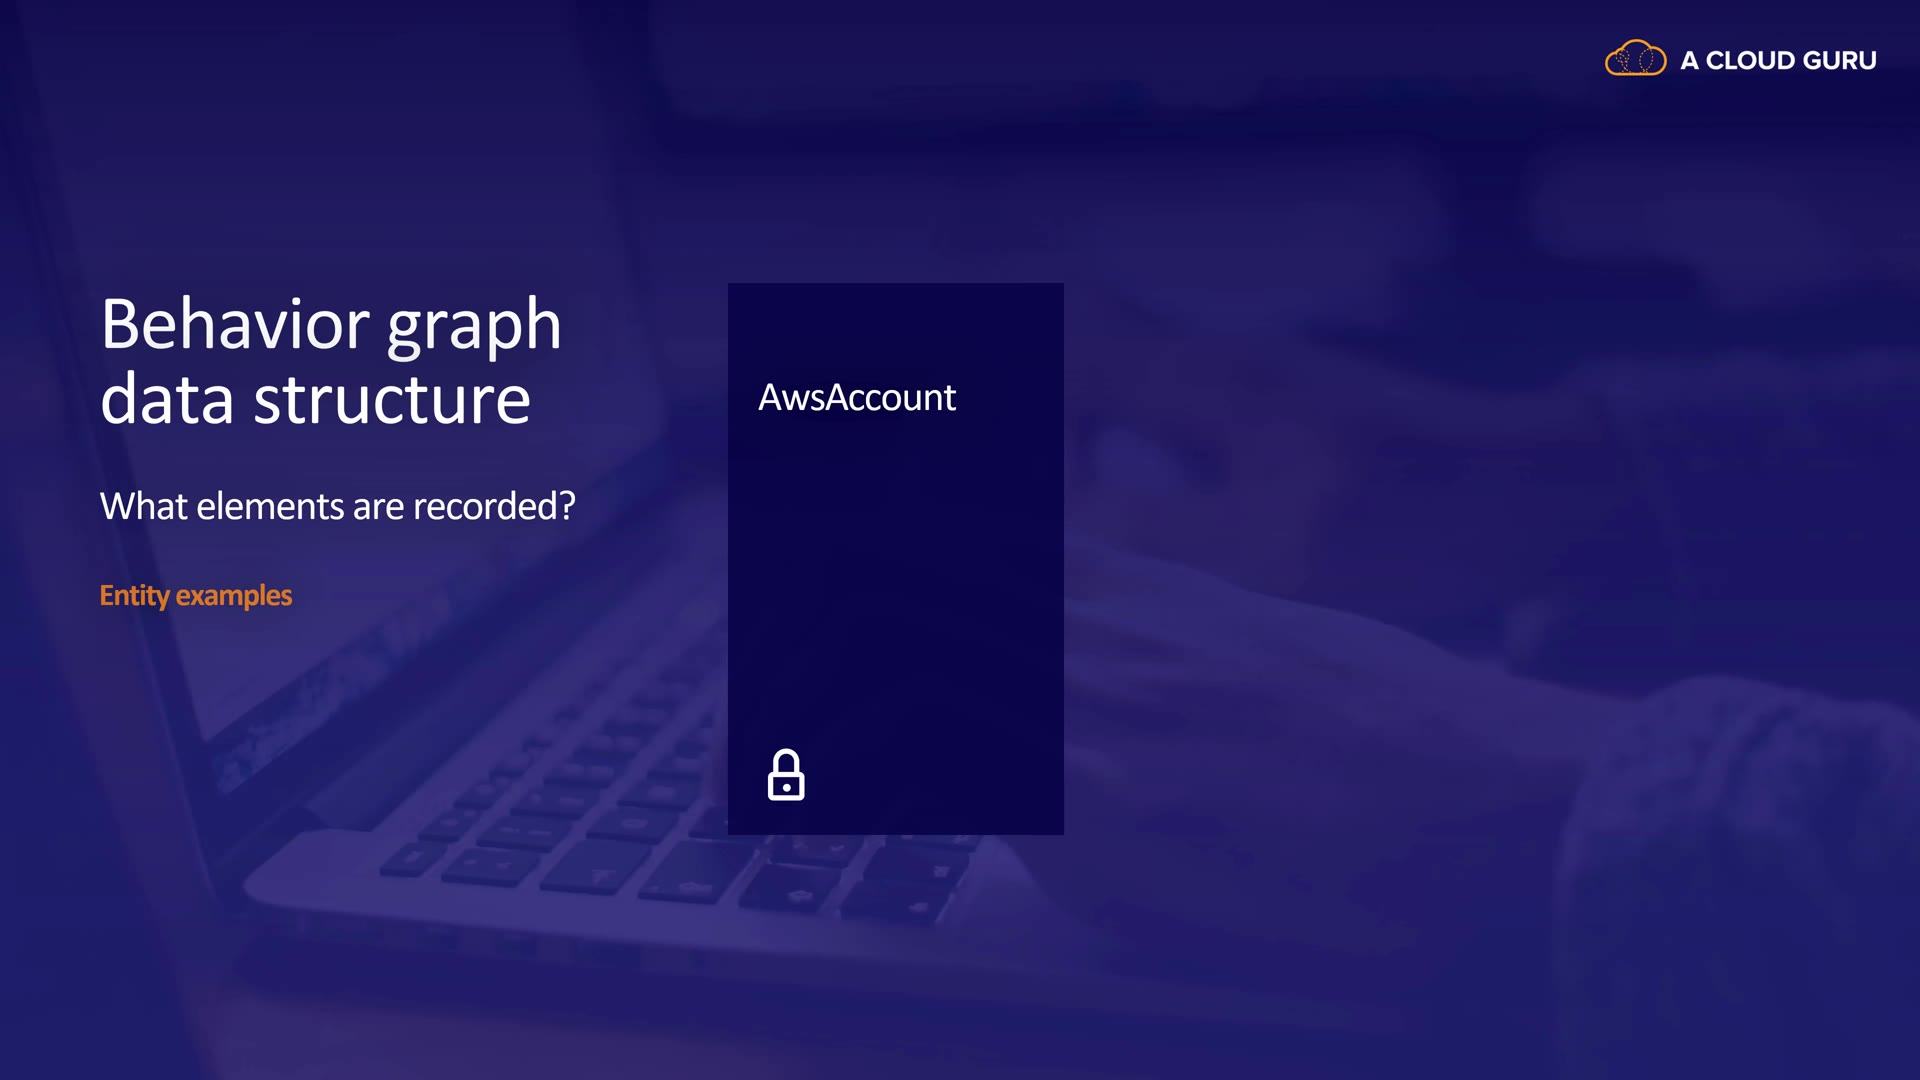 A CLOUD GURU
Behavior graph
data structure
What elements are recorded?
Entity examples
AwsAccount